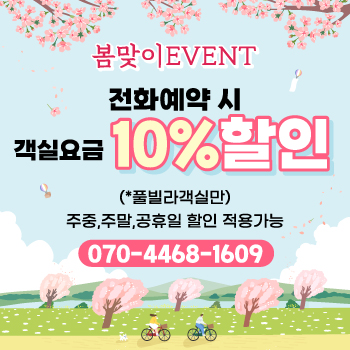 봄맞이EVENT
전화예약 시
객실요금 10%할인
(*풀빌라객실만)
주중,주말,공휴일 할인 적용가능
070-4468-1609